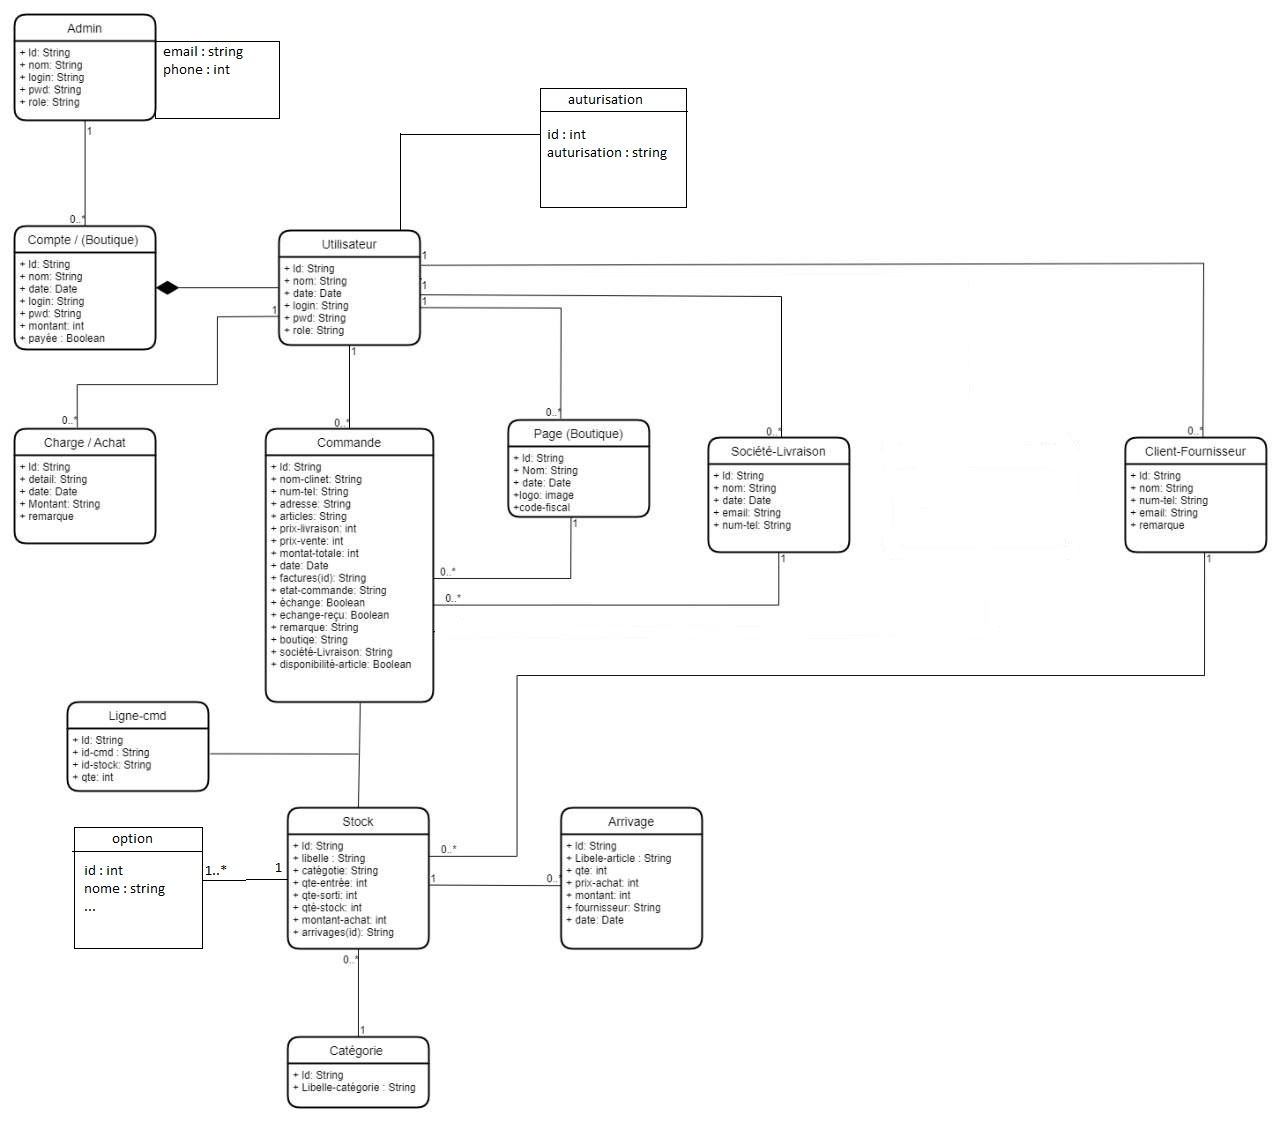 Admin
+ Id: String
+ nom: String
+ login: String
+ pwd: String
+ role: String
email : string
phone : int
1
0..*
auturisation
id : int
auturisation : string
Compte / (Boutique)
+ Id: String
+ nom: String
+ date: Date
+ login: String
+ pwd: String
+ montant: int
+ payée : Boolean
Utilisateur
+ Id: String
+ nom: String
+ date: Date
+ login: String
+ pwd: String
+ role: String
1
1
1
1
1
0..*
0..*
0..*
0..*
0..*
Charge / Achat
+ Id: String
+ detail: String
+ date: Date
+ Montant: String
+ remarque
Commande
+ Id: String
+ nom-clinet: String
+ num-tel: String
+ adresse: String
+ articles: String
+ prix-livraison: int
+ prix-vente: int
+ montat-totale: int
+ date: Date
+ factures(id): String
+ etat-commande: String
+ échange: Boolean
+ echange-reçu: Boolean
+ remarque: String
+ boutiqe: String
+ société-Livraison: String
+ disponibilité-article: Boolean
Page (Boutique)
+ Id: String
+ Nom: String
+ date: Date
+logo: image
+code-fiscal
1
0..*
Société-Livraison
+ Id: String
+ nom: String
+ date: Date
+ email: String
+ num-tel: String
1
0..*
Client-Fournisseur
+ Id: String
+ nom: String
+ num-tel: String
+ email: String
+ remarque
1
Ligne-cmd
+ Id: String
+ id-cmd : String
+ id-stock: String
+ qte: int
option
id : int
nome : string
...
1..*
1
Stock
+ Id: String
+ libelle : String
+ catégotie: String
+ qte-entrée: int
+ qte-sorti: int
+ qté-stock: int
+ montant-achat: int
+ arrivages(id): String
0..*
1
0..*
Arrivage
+ Id: String
+ Libele-article : String
+ qte: int
+ prix-achat: int
+ montant: int
+ fournisseur: String
+ date: Date
0..*
1
Catégorie
+ Id: String
+ Libelle-catégorie : String